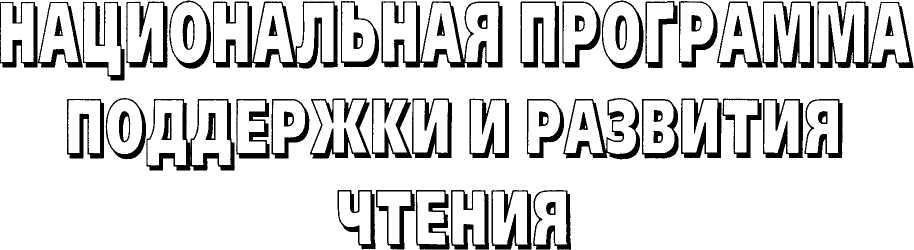 НАЦИОНАЛЬНАЯ ПРОГРАММА
ПОДДЕРЖКИ И РАЗВИТИЯ
ЧТЕНИЯ